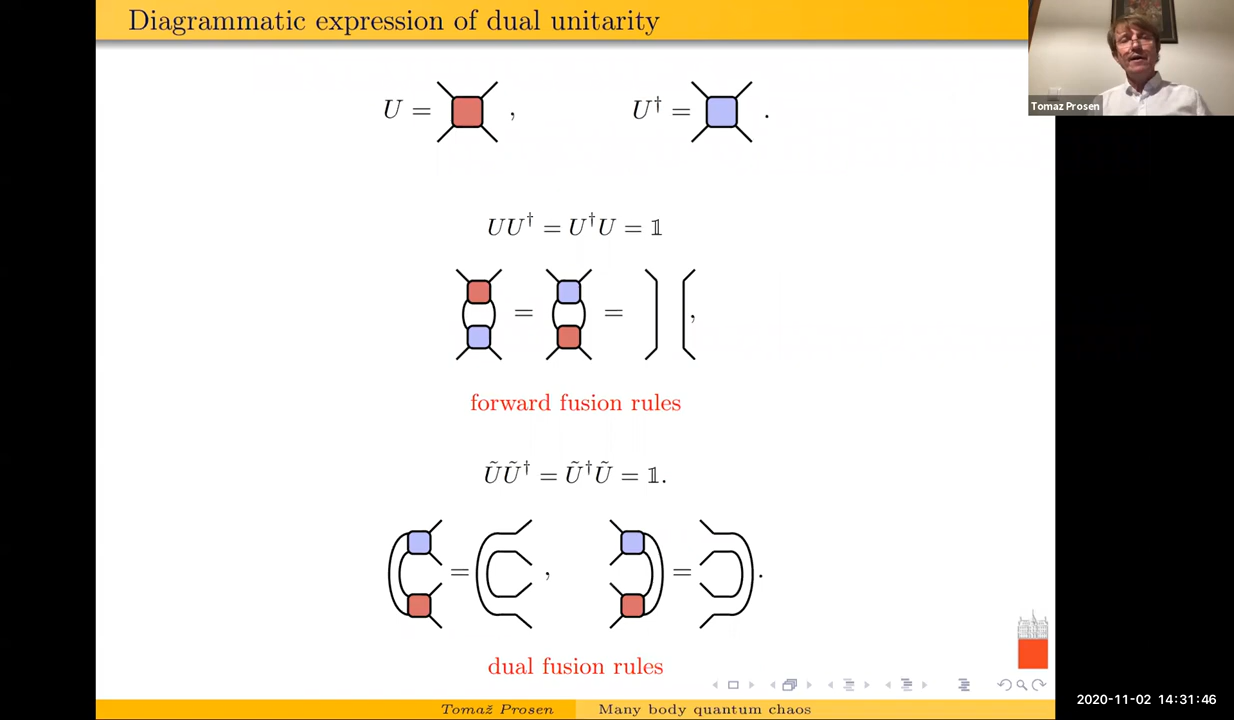 Diagrammatic expression of dual unitarity
Tomaz Prosen
U = , U† = .
UU† = U†U = 𝟙
= = ,
forward fusion rules
ŨŨ† = Ũ†Ũ = 𝟙.
= , = .
dual fusion rules
Tomaž Prosen Many body quantum chaos
2020-11-02 14:31:46